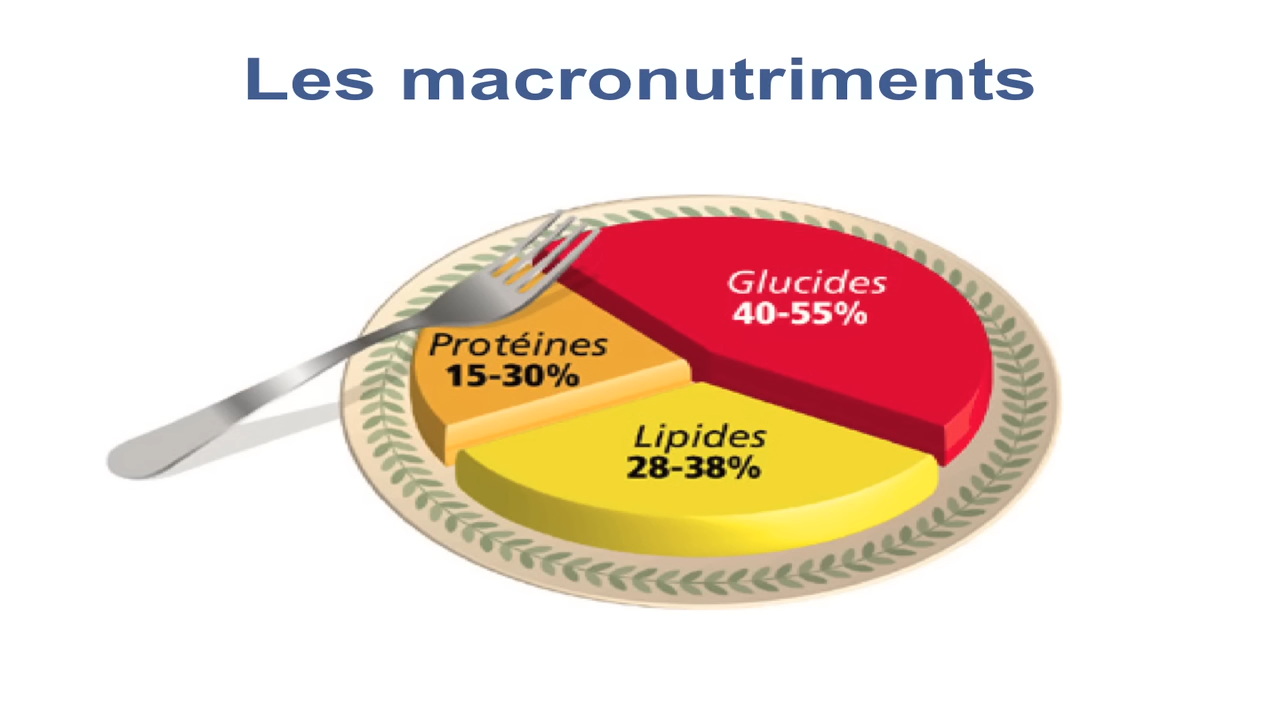 Les macronutriments
Glucides
40-55%
Protéines
15-30%
Lipides
28-38%